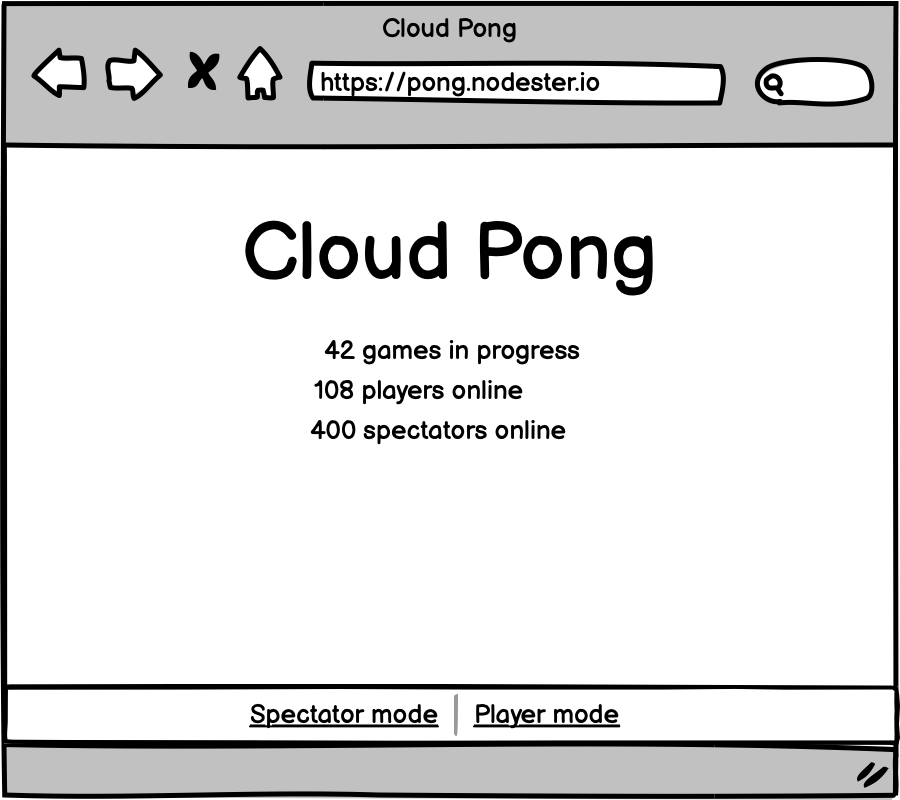 Cloud Pong
https://pong.nodester.io
Cloud Pong
42 games in progress
108 players online
400 spectators online
Spectator mode Player mode